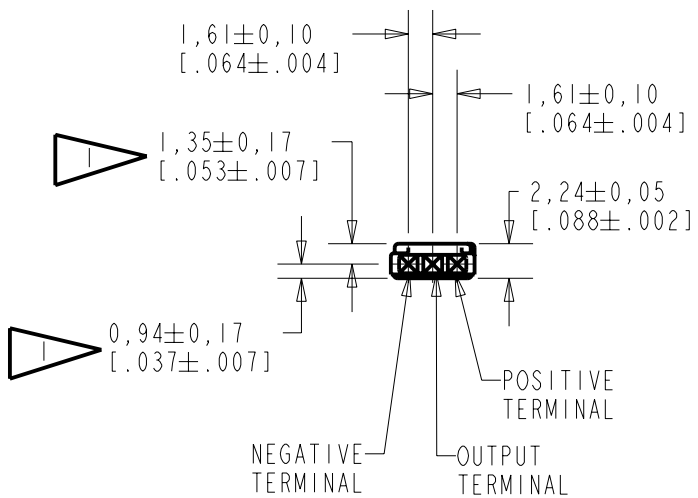 1,61±0,10
[.064±.004]
1,61±0,10
[.064±.004]
1
1,35±0,17
[.053±.007]
2,24±0,05
[.088±.002]
1
0,94±0,17
[.037±.007]
POSITIVE
TERMINAL
NEGATIVE
TERMINAL
OUTPUT
TERMINAL